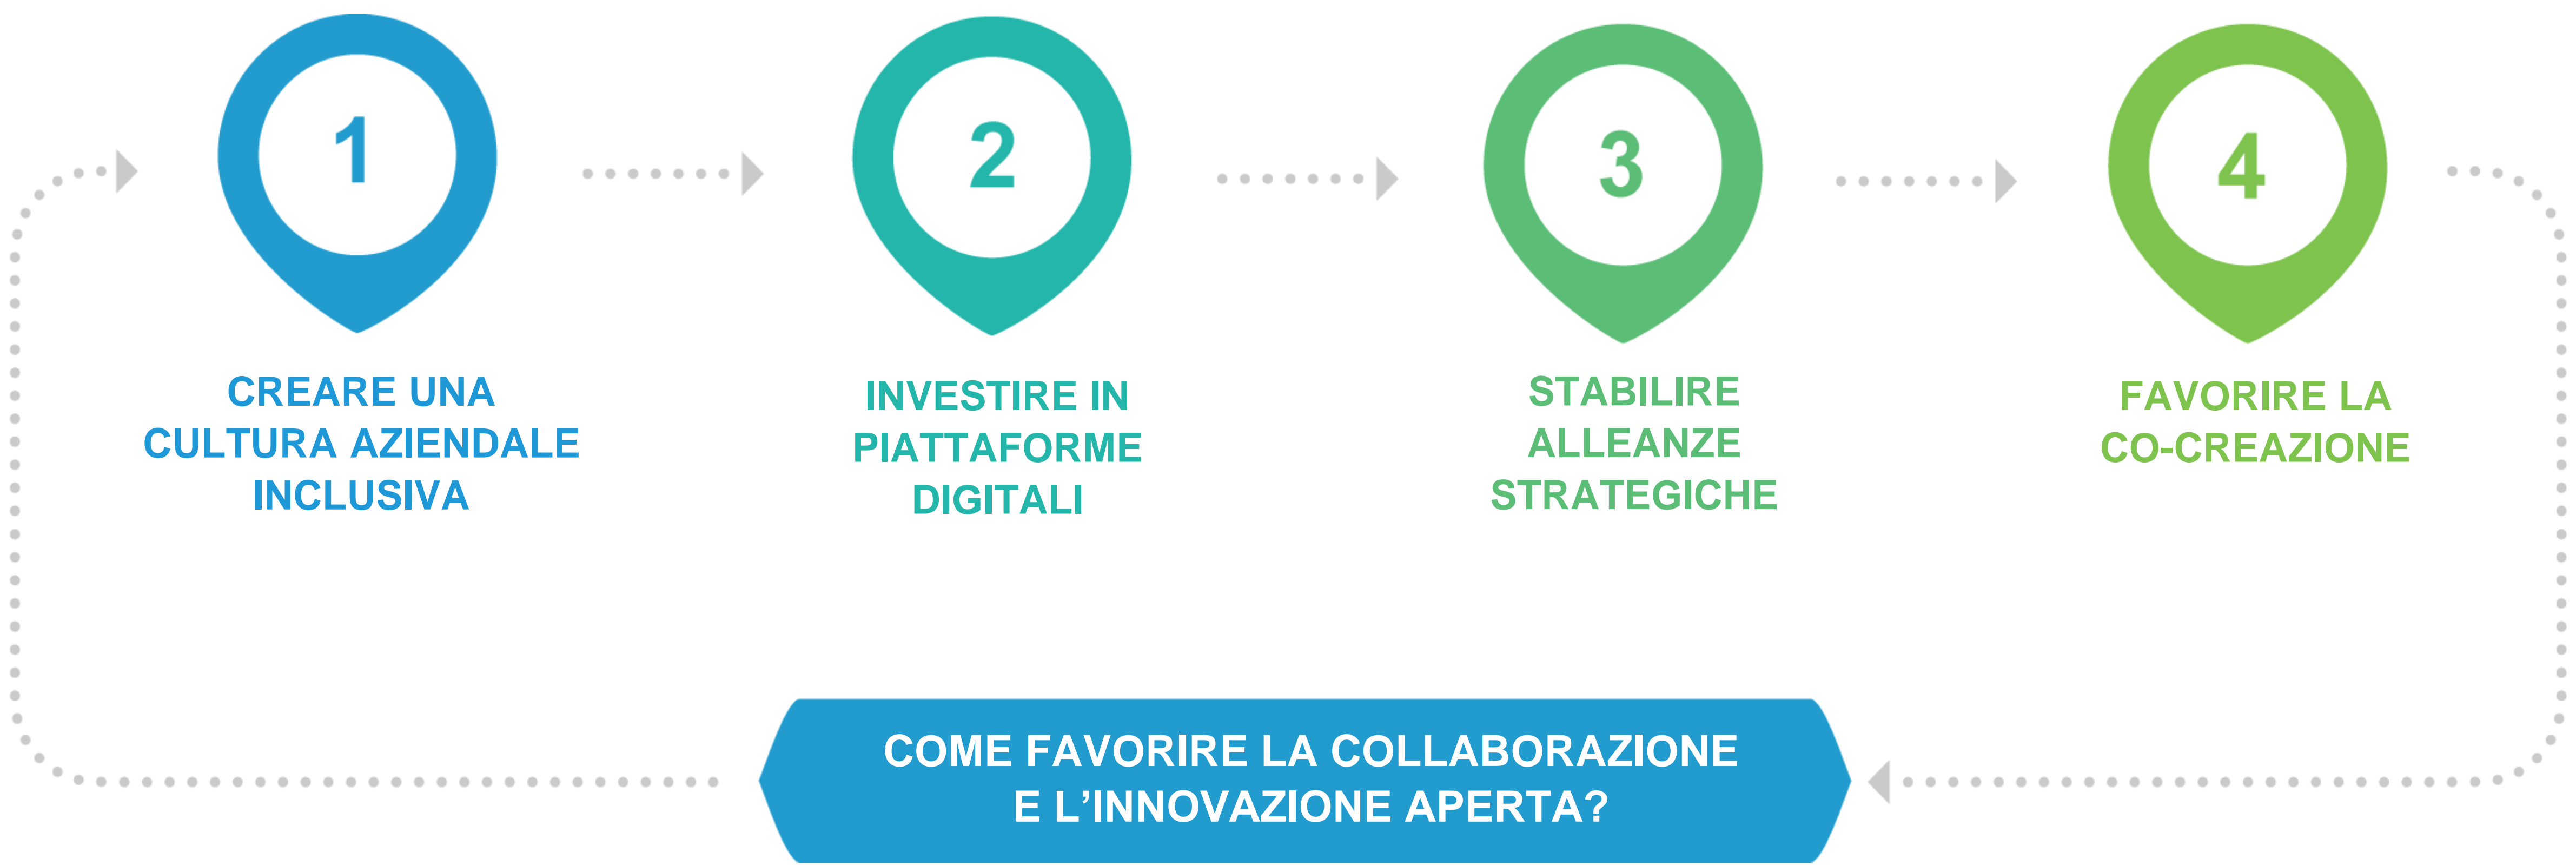 1
CREARE UNA
CULTURA AZIENDALE
INCLUSIVA
2
INVESTIRE IN
PIATTAFORME
DIGITALI
3
STABILIRE
ALLEANZE
STRATEGICHE
4
FAVORIRE LA
CO-CREAZIONE
COME FAVORIRE LA COLLABORAZIONE
E L’INNOVAZIONE APERTA?